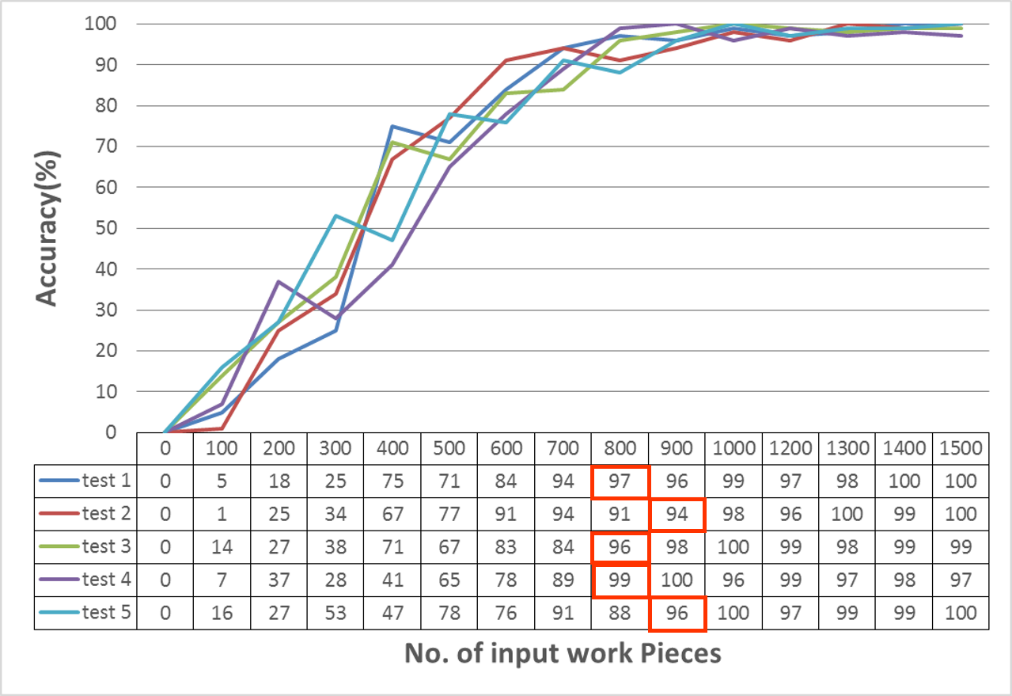 Accuracy(%)
100
90
80
70
60
50
40
30
20
10
0
0 100 200 300 400 500 600 700 800 900 1000 1200 1300 1400 1500
test 1 0 5 18 25 75 71 84 94 97 96 99 97 98 100 100
test 2 0 1 25 34 67 77 91 94 91 94 98 96 100 99 100
test 3 0 14 27 38 71 67 83 84 96 98 100 99 98 99 99
test 4 0 7 37 28 41 65 78 89 99 100 96 99 97 98 97
test 5 0 16 27 53 47 78 76 91 88 96 100 97 99 99 100
No. of input work Pieces